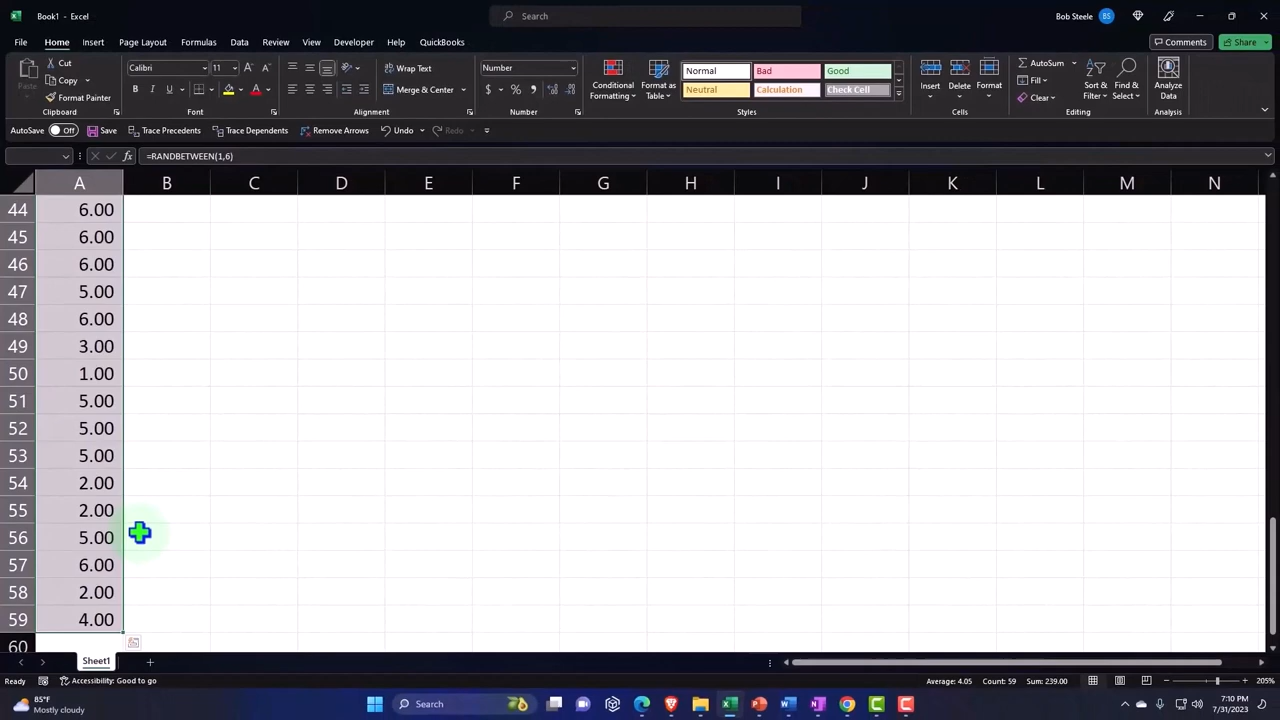 Book1 - Excel
Search
Bob Steele BS
File Home Insert Page Layout Formulas Data Review View Developer Help QuickBooks
Comments Share
Cut
Copy
Format Painter
Clipboard
Calibri 11
B I U
Font
Wrap Text
Merge & Center
Alignment
Number
$ % 9
Number
Conditional Formatting
Format as Table
Normal Bad Good
Neutral Calculation Check Cell
Styles
Insert Delete Format
Cells
AutoSum
Fill
Clear
Sort & Filter
Find & Select
Editing
Analyze Data
Analysis
AutoSave Off Save Trace Precedents Trace Dependents Remove Arrows Undo Redo
fx =RANDBETWEEN(1,6)
A B C D E F G H I J K L M N
44 6.00
45 6.00
46 6.00
47 5.00
48 6.00
49 3.00
50 1.00
51 5.00
52 5.00
53 5.00
54 2.00
55 2.00
56 5.00
57 6.00
58 2.00
59 4.00
60
Sheet1
Ready Accessibility: Good to go Average: 4.05 Count: 59 Sum: 239.00 205%
85°F
Mostly cloudy
Search
7:10 PM
7/31/2023